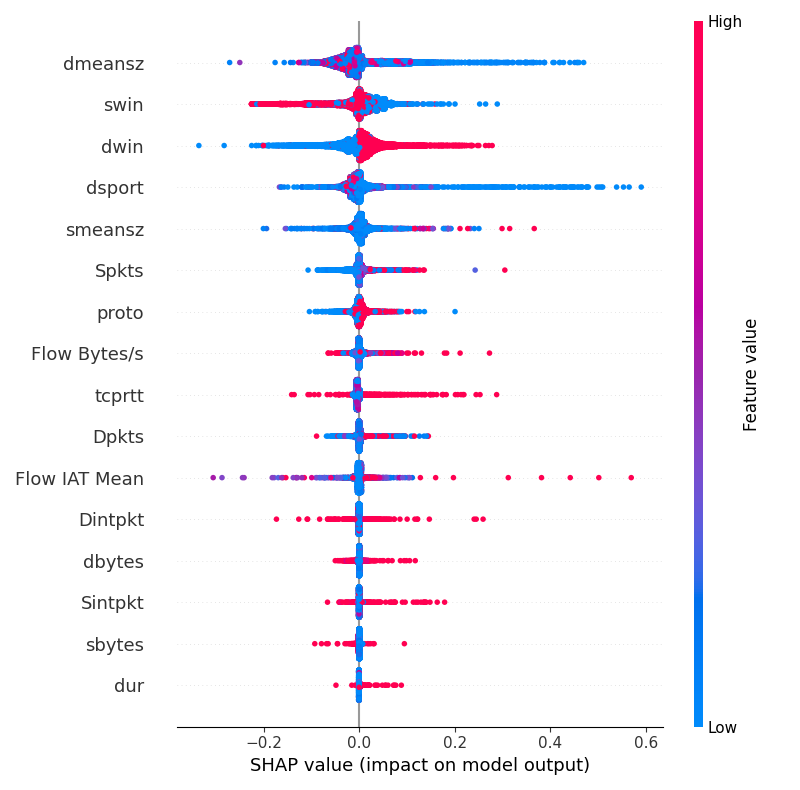 High
dmeansz
swin
dwin
dsport
smeansz
Spkts
proto
Flow Bytes/s
tcprtt
Dpkts
Flow IAT Mean
Dintpkt
dbytes
Sintpkt
sbytes
dur
Feature value
Low
−0.2 0.0 0.2 0.4 0.6
SHAP value (impact on model output)